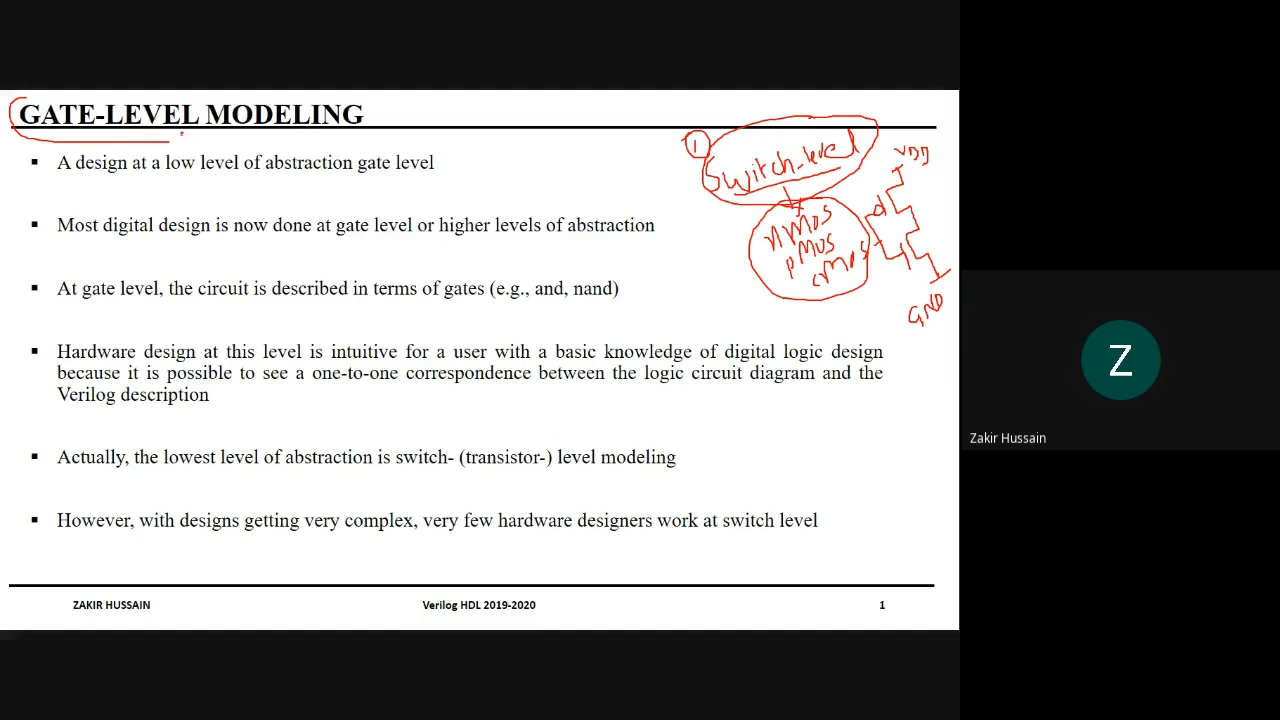 GATE-LEVEL MODELING
1
Switch-level
VDD
▪ A design at a low level of abstraction gate level
nMOS
▪ Most digital design is now done at gate level or higher levels of abstraction
pMOS
cMOS
▪ At gate level, the circuit is described in terms of gates (e.g., and, nand)
GND
▪ Hardware design at this level is intuitive for a user with a basic knowledge of digital logic design
because it is possible to see a one-to-one correspondence between the logic circuit diagram and the
Verilog description
▪ Actually, the lowest level of abstraction is switch- (transistor-) level modeling
▪ However, with designs getting very complex, very few hardware designers work at switch level
ZAKIR HUSSAIN
Verilog HDL 2019-2020
1
Z
Zakir Hussain